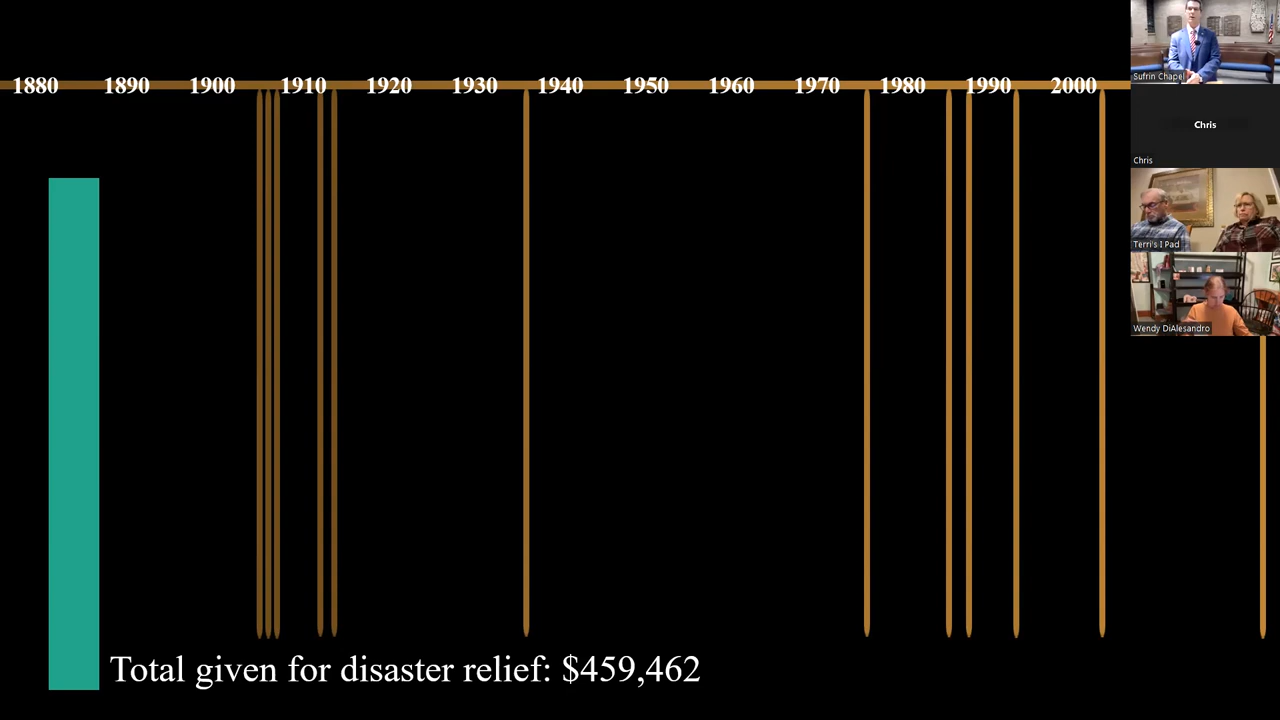 1880 1890 1900 1910 1920 1930 1940 1950 1960 1970 1980 1990 2000
Sufrin Chapel
Chris
Chris
Terri's I Pad
Wendy DiAlesandro
Total given for disaster relief: $459,462